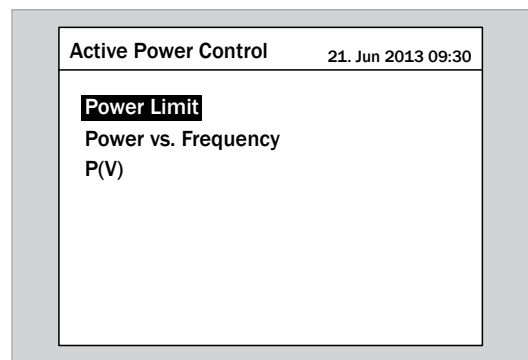 Active Power Control 21. Jun 2013 09:30
Power Limit
Power vs. Frequency
P(V)